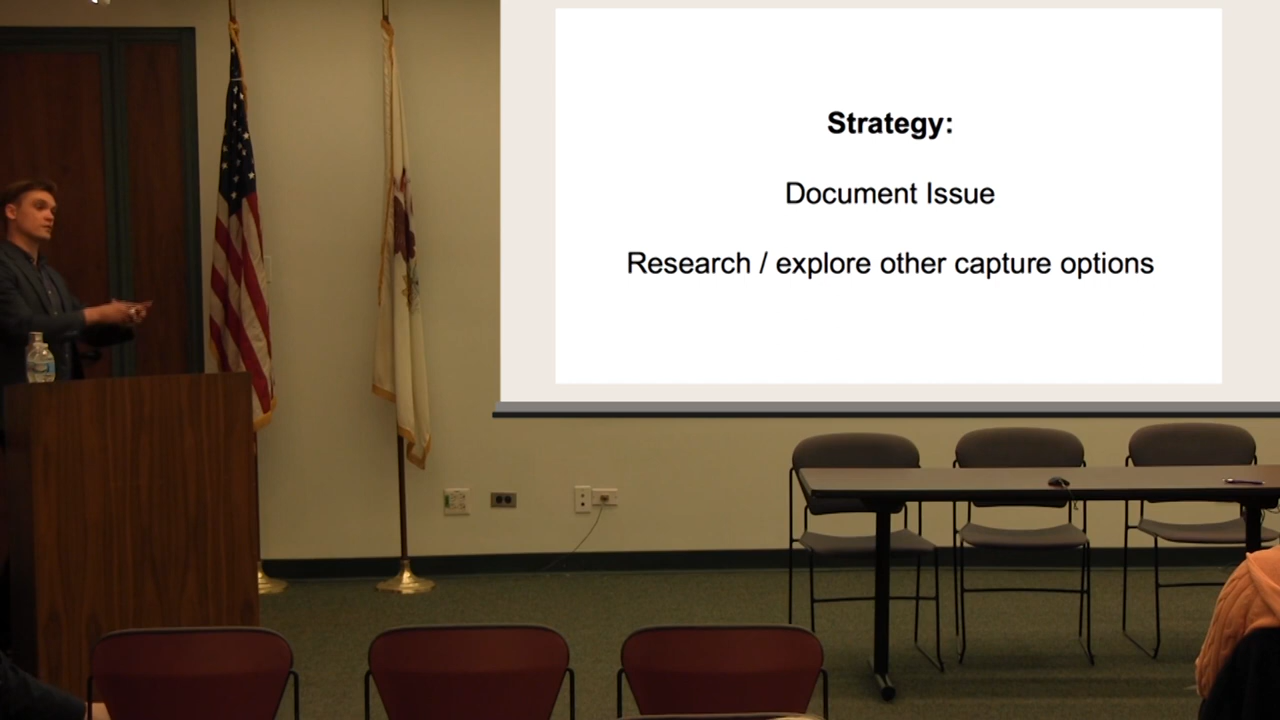 Strategy:
Document Issue
Research / explore other capture options